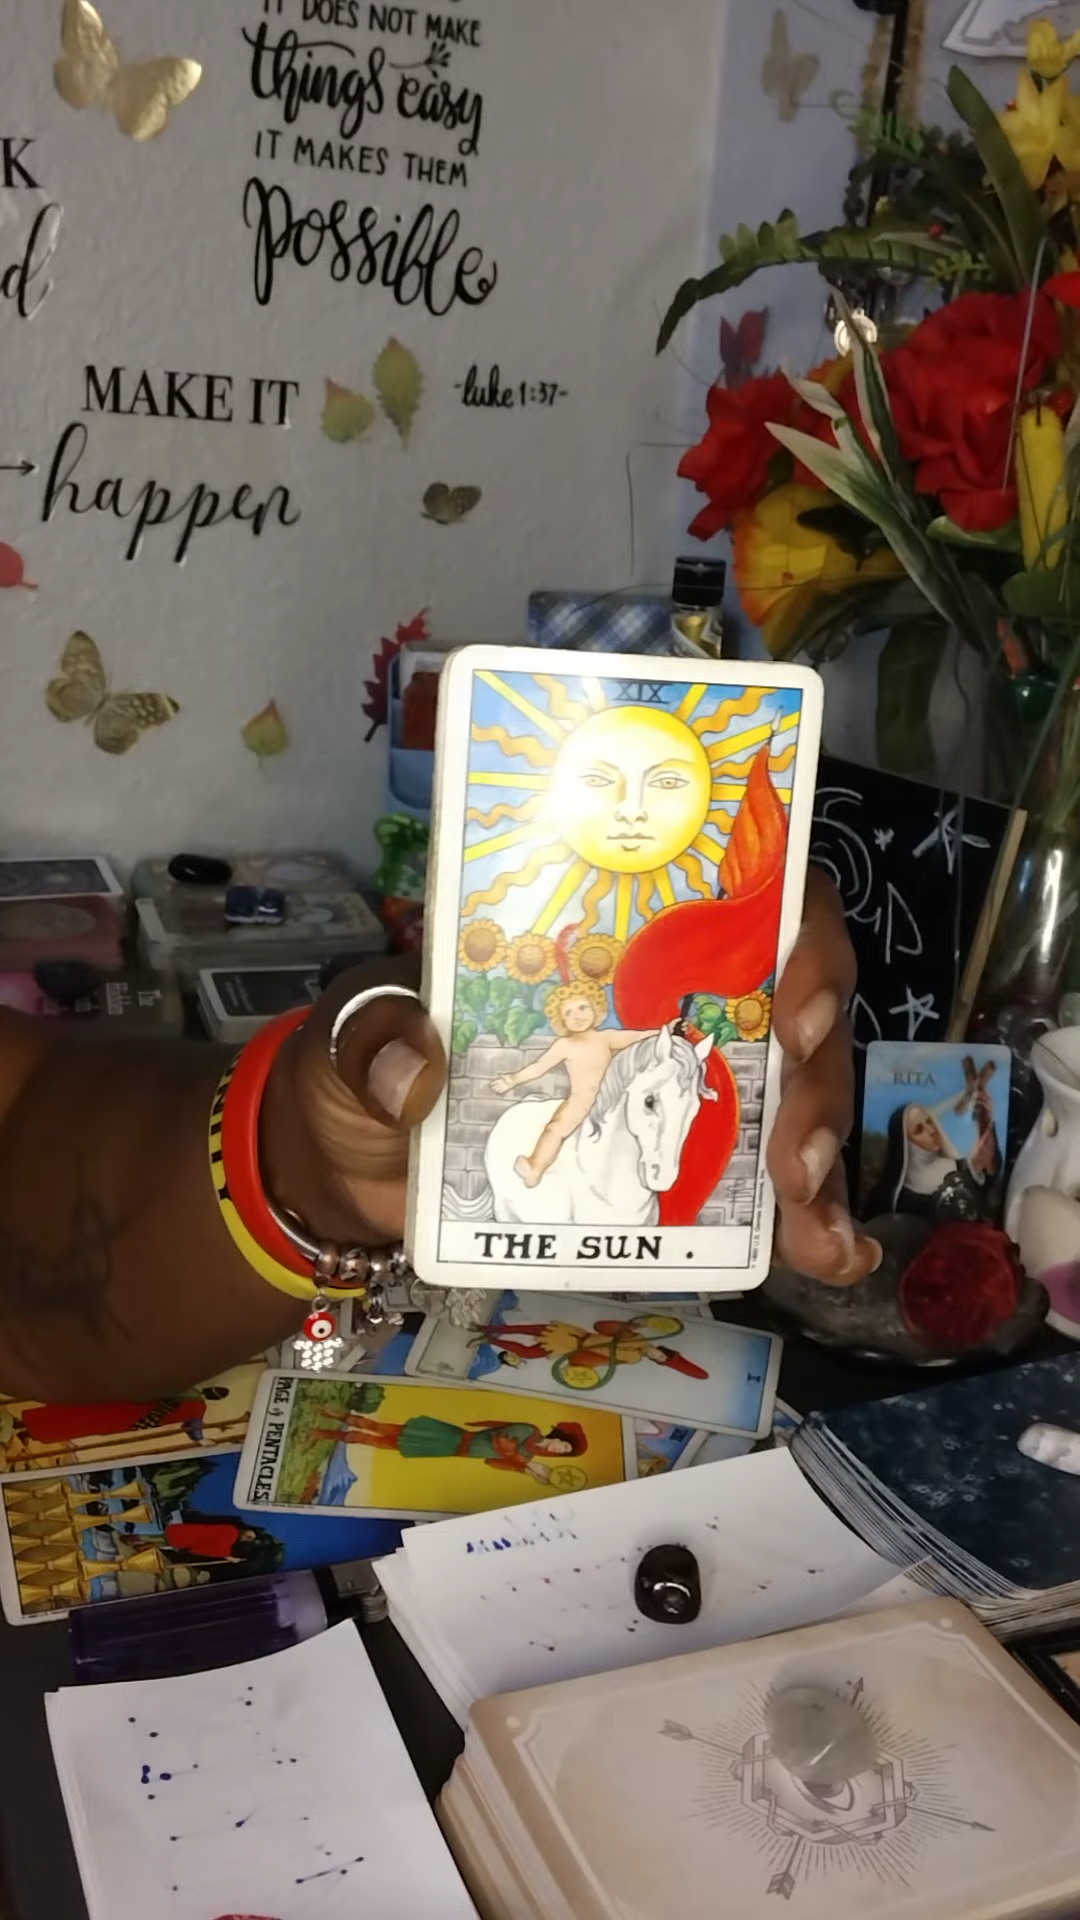 IT DOES NOT MAKE
things easy
IT MAKES THEM
possible
K
d
MAKE IT
happen
-luke 1:37-
XIX
THE SUN .
RITA
PAGE of PENTACLES
I